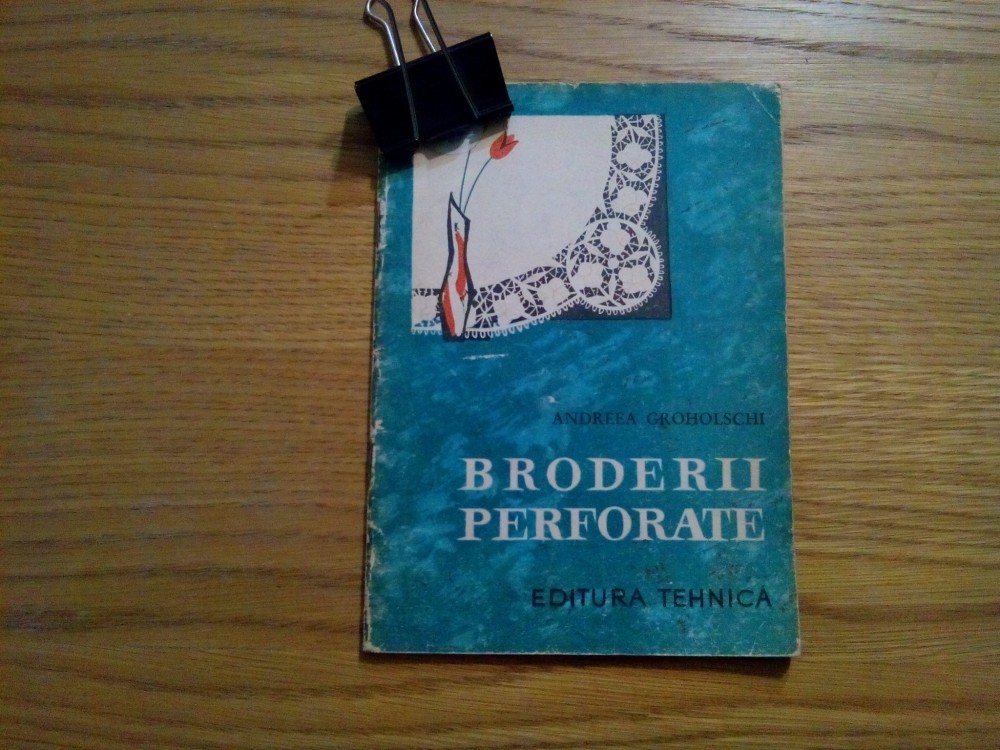 ANDREEA GROHOLSCHI
BRODERII
PERFORATE
EDITURA TEHNICĂ